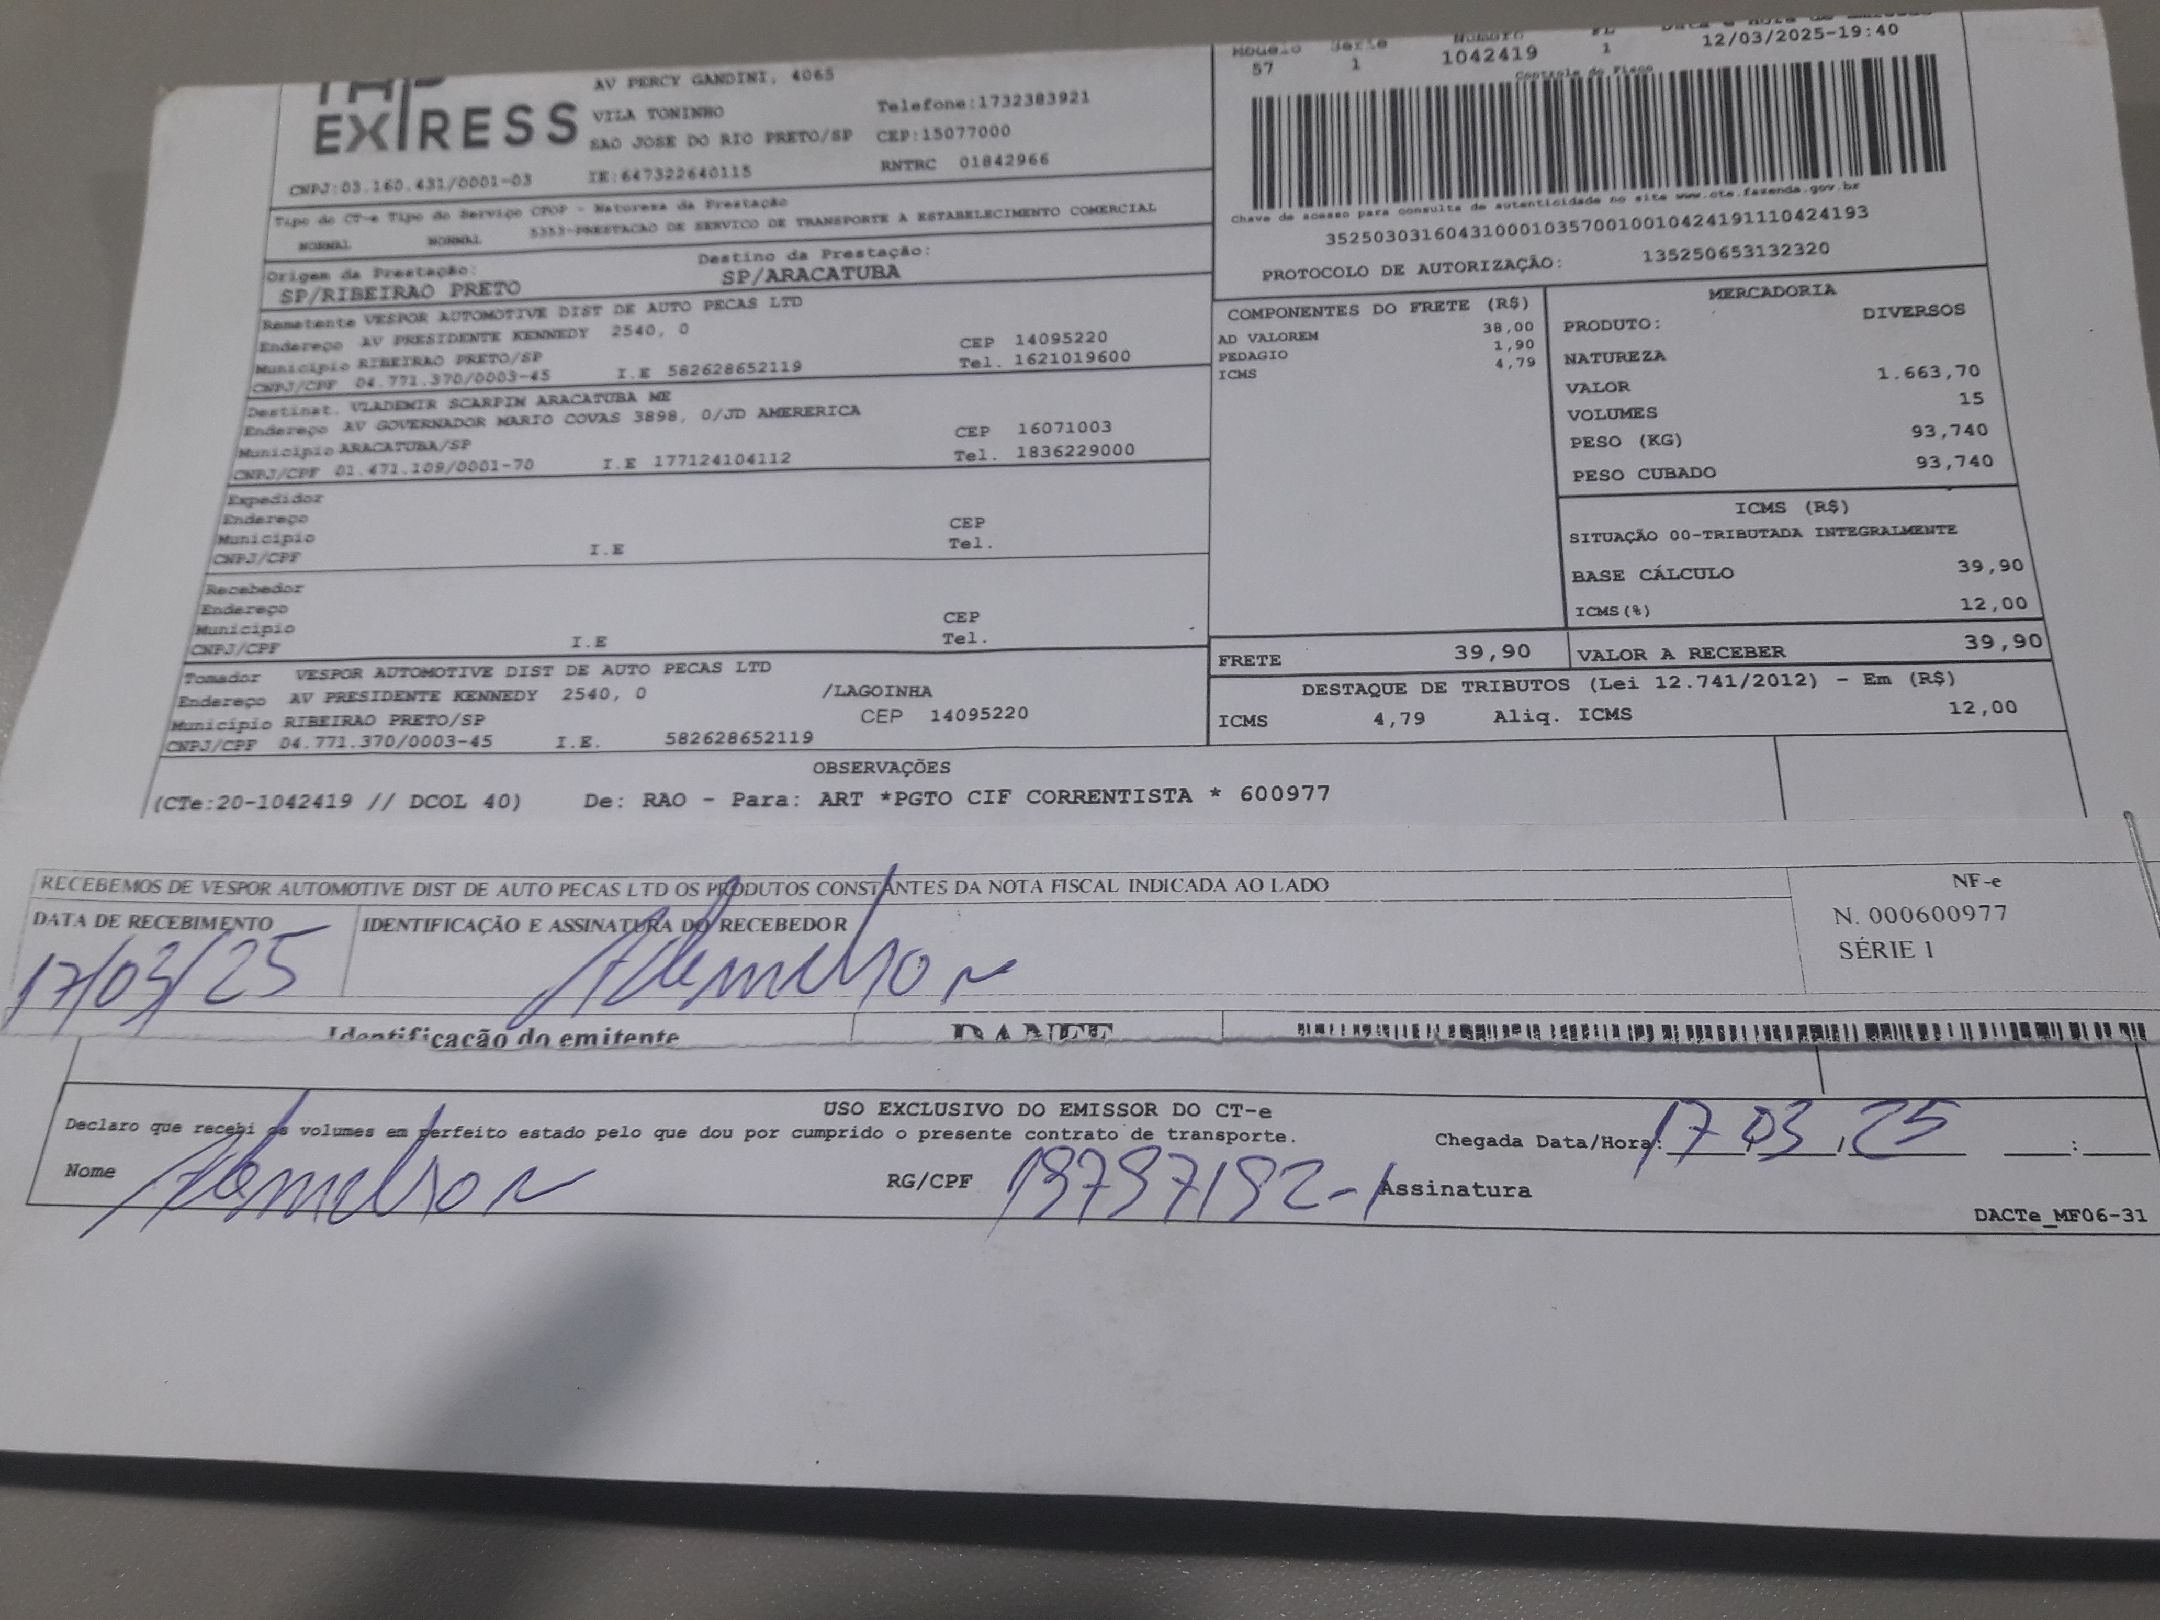 EXPRESS
AV PERCY GANDINI, 4065
VILA TONINHO
Telefone:1732383921
SAO JOSE DO RIO PRETO/SP CEP:15077000
CNPJ:03.160.431/0001-03 IE:647322640115 RNTRC 01842966
Modelo Serie Numero FL Data e Hora de Emissao
57 1 1042419 1 12/03/2025-19:40
Controle do Fisco
Chave de acesso para consulta de autenticidade no site www.cte.fazenda.gov.br
35250303160431000103570010010424191110424193
PROTOCOLO DE AUTORIZAÇÃO: 135250653132320
Tipo do CT-e Tipo do Serviço CFOP - Natureza da Prestação
NORMAL NORMAL 5353-PRESTACAO DE SERVICO DE TRANSPORTE A ESTABELECIMENTO COMERCIAL
Origem da Prestação: Destino da Prestação:
SP/RIBEIRAO PRETO SP/ARACATUBA
Remetente VESPOR AUTOMOTIVE DIST DE AUTO PECAS LTD
Endereço AV PRESIDENTE KENNEDY 2540, 0 CEP 14095220
Município RIBEIRAO PRETO/SP Tel. 1621019600
CNPJ/CPF 04.771.370/0003-45 I.E 582628652119
Destinat. VLADEMIR SCARPIN ARACATUBA ME
Endereço AV GOVERNADOR MARIO COVAS 3898, 0/JD AMERERICA
Município ARACATUBA/SP CEP 16071003
CNPJ/CPF 01.471.109/0001-70 I.E 177124104112 Tel. 1836229000
Expedidor
Endereço CEP
Município Tel.
CNPJ/CPF I.E
Recebedor
Endereço CEP
Município Tel.
CNPJ/CPF I.E
Tomador VESPOR AUTOMOTIVE DIST DE AUTO PECAS LTD
Endereço AV PRESIDENTE KENNEDY 2540, 0 /LAGOINHA
Município RIBEIRAO PRETO/SP CEP 14095220
CNPJ/CPF 04.771.370/0003-45 I.E. 582628652119
COMPONENTES DO FRETE (R$)
AD VALOREM 38,00
PEDAGIO 1,90
ICMS 4,79
MERCADORIA
PRODUTO: DIVERSOS
NATUREZA
VALOR 1.663,70
VOLUMES 15
PESO (KG) 93,740
PESO CUBADO 93,740
ICMS (R$)
SITUAÇÃO 00-TRIBUTADA INTEGRALMENTE
BASE CÁLCULO 39,90
ICMS(%) 12,00
FRETE 39,90 VALOR A RECEBER 39,90
DESTAQUE DE TRIBUTOS (Lei 12.741/2012) - Em (R$)
ICMS 4,79 Aliq. ICMS 12,00
OBSERVAÇÕES
(CTe:20-1042419 // DCOL 40) De: RAO - Para: ART *PGTO CIF CORRENTISTA * 600977
RECEBEMOS DE VESPOR AUTOMOTIVE DIST DE AUTO PECAS LTD OS PRODUTOS CONSTANTES DA NOTA FISCAL INDICADA AO LADO
NF-e
N. 000600977
SÉRIE 1
DATA DE RECEBIMENTO IDENTIFICAÇÃO E ASSINATURA DO RECEBEDOR
17/03/25
Identificação do emitente DANFE
USO EXCLUSIVO DO EMISSOR DO CT-e
Declaro que recebi os volumes em perfeito estado pelo que dou por cumprido o presente contrato de transporte. Chegada Data/Hora: 17/03/25 :
Nome RG/CPF 19797192-1 Assinatura
DACTe_MF06-31